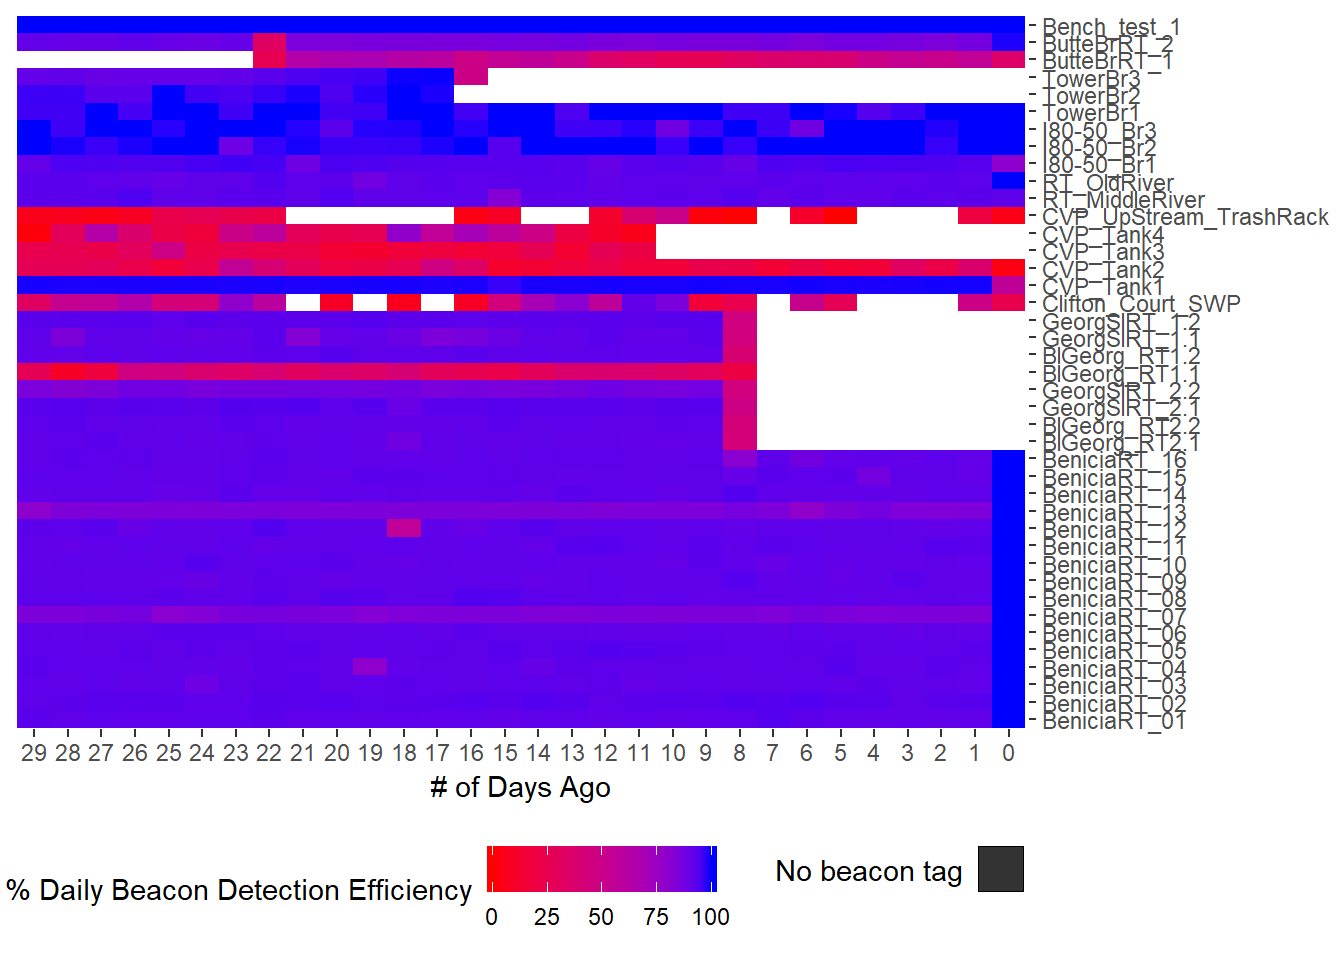 Bench_test_1
ButteBrRT_2
ButteBrRT_1
TowerBr3
TowerBr2
TowerBr1
I80-50_Br3
I80-50_Br2
I80-50_Br1
RT_OldRiver
RT_MiddleRiver
CVP_UpStream_TrashRack
CVP_Tank4
CVP_Tank3
CVP_Tank2
CVP_Tank1
Clifton_Court_SWP
GeorgSlRT_1.2
GeorgSlRT_1.1
BlGeorg_RT1.2
BlGeorg_RT1.1
GeorgSlRT_2.2
GeorgSlRT_2.1
BlGeorg_RT2.2
BlGeorg_RT2.1
BeniciaRT_16
BeniciaRT_15
BeniciaRT_14
BeniciaRT_13
BeniciaRT_12
BeniciaRT_11
BeniciaRT_10
BeniciaRT_09
BeniciaRT_08
BeniciaRT_07
BeniciaRT_06
BeniciaRT_05
BeniciaRT_04
BeniciaRT_03
BeniciaRT_02
BeniciaRT_01
29 28 27 26 25 24 23 22 21 20 19 18 17 16 15 14 13 12 11 10 9 8 7 6 5 4 3 2 1 0
# of Days Ago
% Daily Beacon Detection Efficiency
0 25 50 75 100
No beacon tag